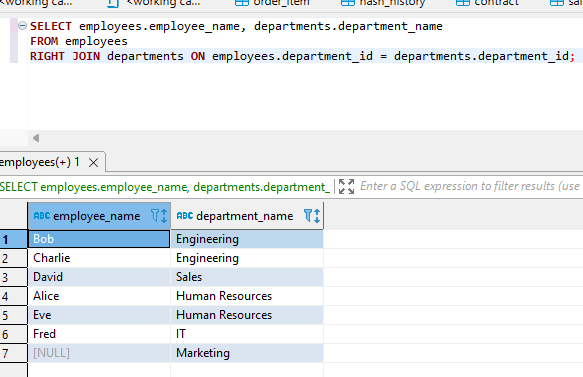 <working ca...
<working ca...
order_item
hash_history
contract
sal
SELECT employees.employee_name, departments.department_name
FROM employees
RIGHT JOIN departments ON employees.department_id = departments.department_id;
employees(+) 1
SELECT employees.employee_name, departments.department_
Enter a SQL expression to filter results (use
ABC employee_name
ABC department_name
1 Bob Engineering
2 Charlie Engineering
3 David Sales
4 Alice Human Resources
5 Eve Human Resources
6 Fred IT
7 [NULL] Marketing